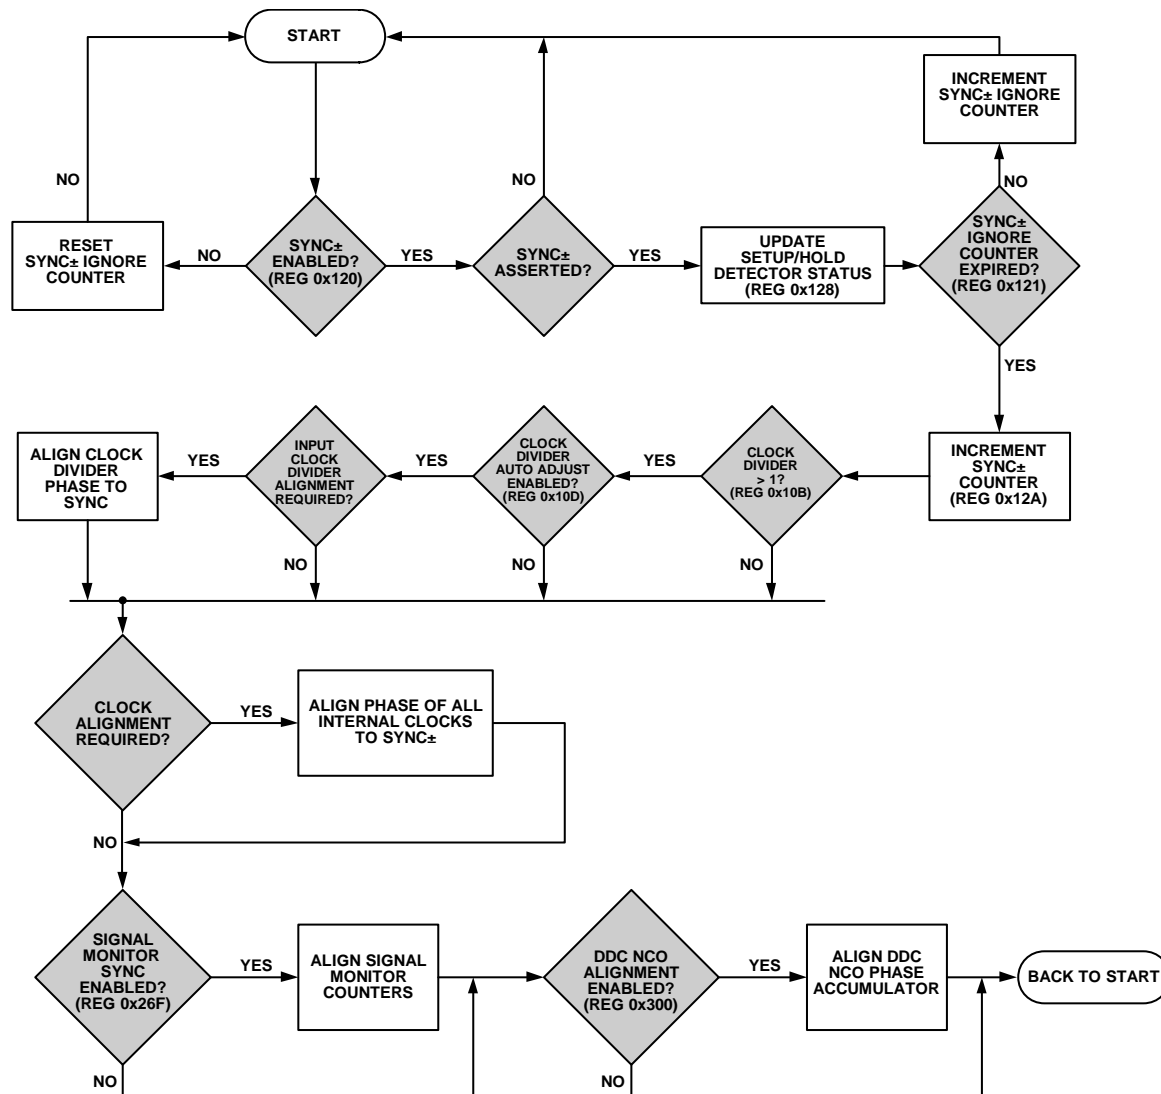 START
INCREMENT
SYNC± IGNORE
COUNTER
NO
NO
NO
RESET
SYNC± IGNORE
COUNTER
NO
SYNC±
ENABLED?
(REG 0x120)
YES
SYNC±
ASSERTED?
YES
UPDATE
SETUP/HOLD
DETECTOR STATUS
(REG 0x128)
SYNC±
IGNORE
COUNTER
EXPIRED?
(REG 0x121)
YES
ALIGN CLOCK
DIVIDER
PHASE TO
SYNC
YES
INPUT
CLOCK
DIVIDER
ALIGNMENT
REQUIRED?
YES
CLOCK
DIVIDER
AUTO ADJUST
ENABLED?
(REG 0x10D)
YES
CLOCK
DIVIDER
> 1?
(REG 0x10B)
INCREMENT
SYNC±
COUNTER
(REG 0x12A)
NO
NO
NO
CLOCK
ALIGNMENT
REQUIRED?
YES
ALIGN PHASE OF ALL
INTERNAL CLOCKS
TO SYNC±
NO
SIGNAL
MONITOR
SYNC
ENABLED?
(REG 0x26F)
YES
ALIGN SIGNAL
MONITOR
COUNTERS
DDC NCO
ALIGNMENT
ENABLED?
(REG 0x300)
YES
ALIGN DDC
NCO PHASE
ACCUMULATOR
BACK TO START
NO
NO